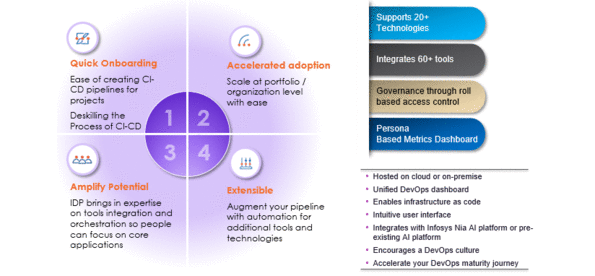 Quick Onboarding
Ease of creating CI-
CD pipelines for
projects
Deskilling the
Process of CI-CD
Accelerated adoption
Scale at portfolio /
organization level
with ease
1
2
3
4
Amplify Potential
IDP brings in expertise
on tools integration and
orchestration so people
can focus on core
applications
Extensible
Augment your pipeline
with automation for
additional tools and
technologies
Supports 20+
Technologies
Integrates 60+ tools
Governance through roll
based access control
Persona
Based Metrics Dashboard
• Hosted on cloud or on-premise
• Unified DevOps dashboard
• Enables infrastructure as code
• Intuitive user interface
• Integrates with Infosys Nia AI platform or pre-
existing AI platform
• Encourages a DevOps culture
• Accelerate your DevOps maturity journey